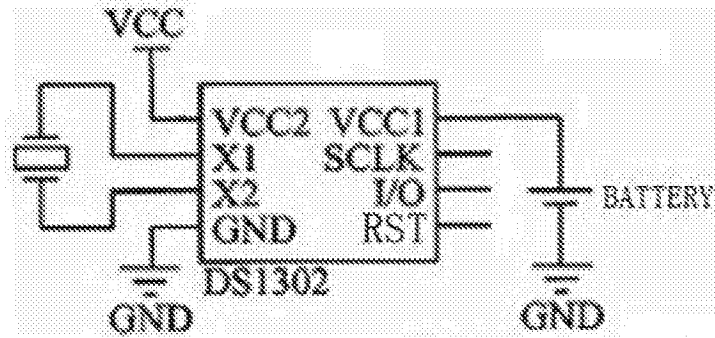 VCC
VCC2 VCC1
X1 SCLK
X2 I/O
GND RST
BATTERY
DS1302
GND
GND